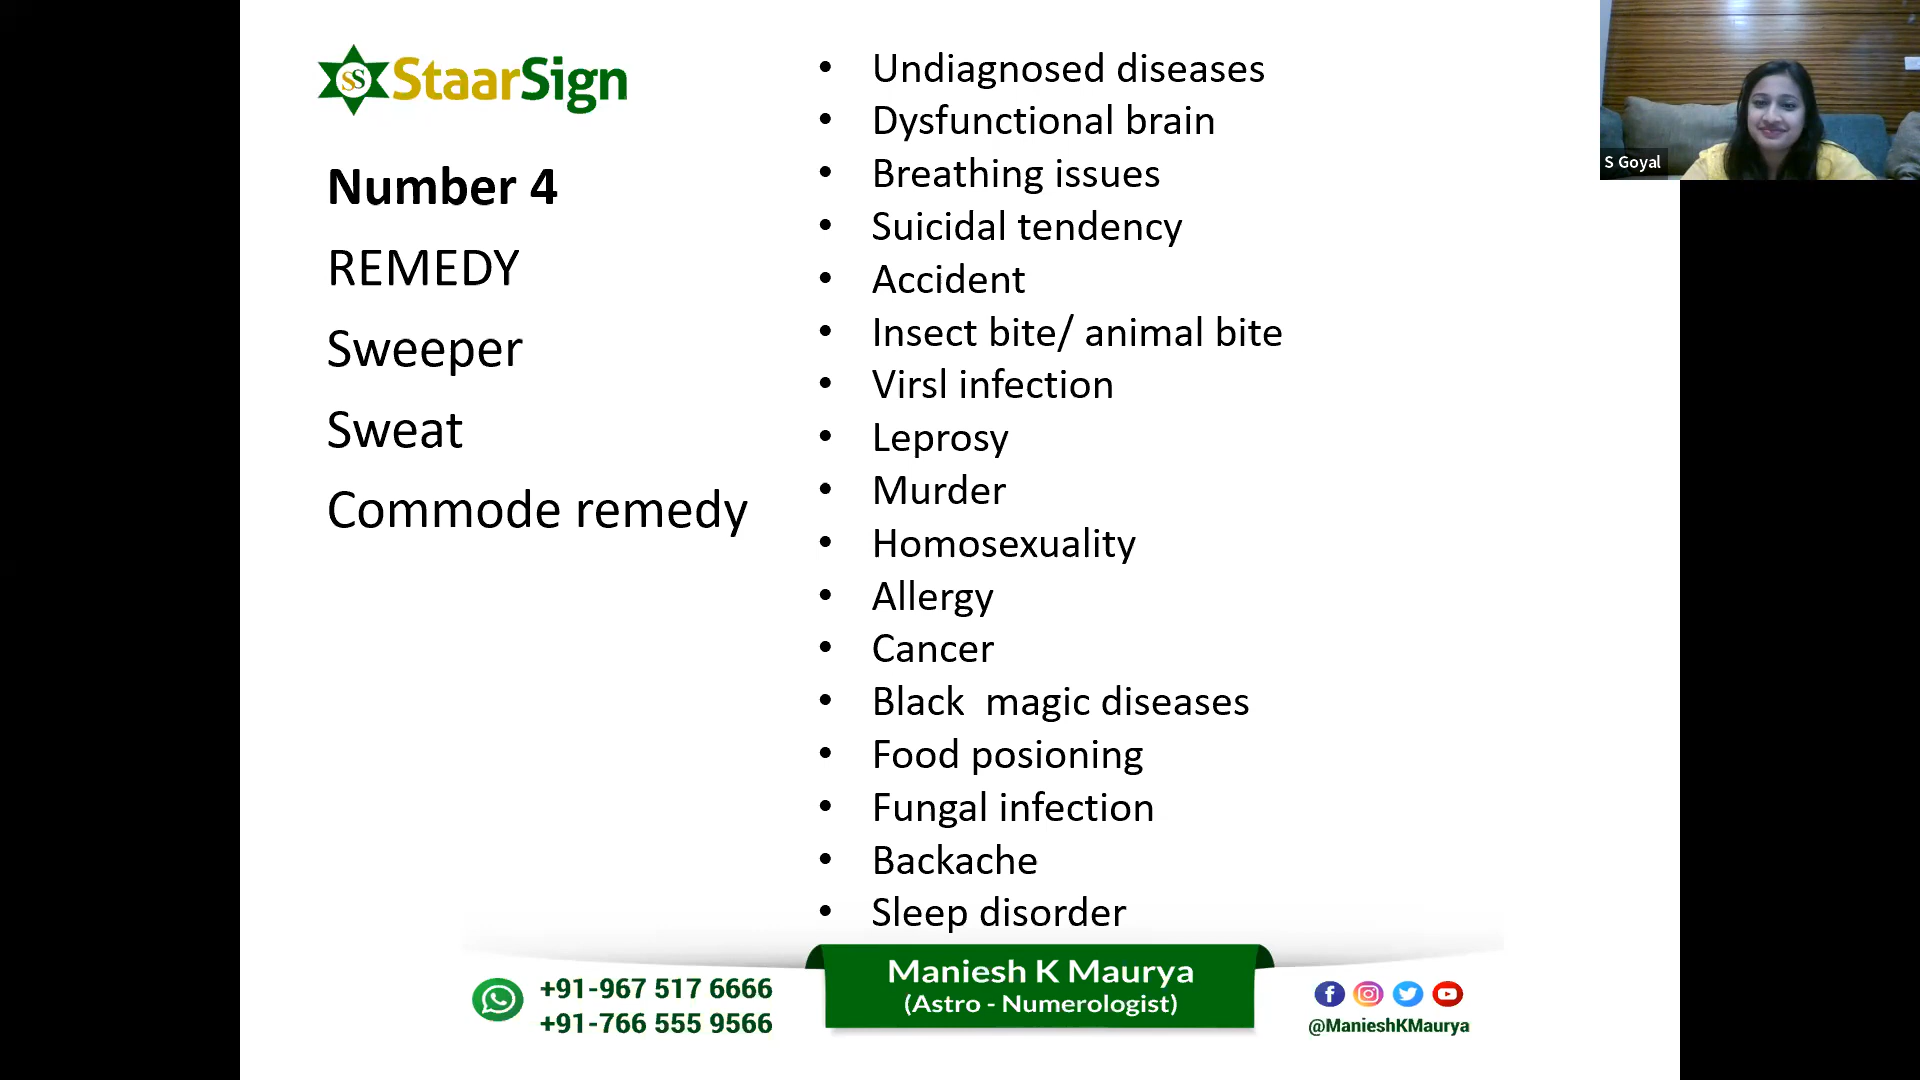 StaarSign
Number 4
REMEDY
Sweeper
Sweat
Commode remedy
• Undiagnosed diseases
• Dysfunctional brain
• Breathing issues
• Suicidal tendency
• Accident
• Insect bite/ animal bite
• Virsl infection
• Leprosy
• Murder
• Homosexuality
• Allergy
• Cancer
• Black  magic diseases
• Food posioning
• Fungal infection
• Backache
• Sleep disorder
S Goyal
+91-967 517 6666
+91-766 555 9566
Maniesh K Maurya
(Astro - Numerologist)
@ManieshKMaurya